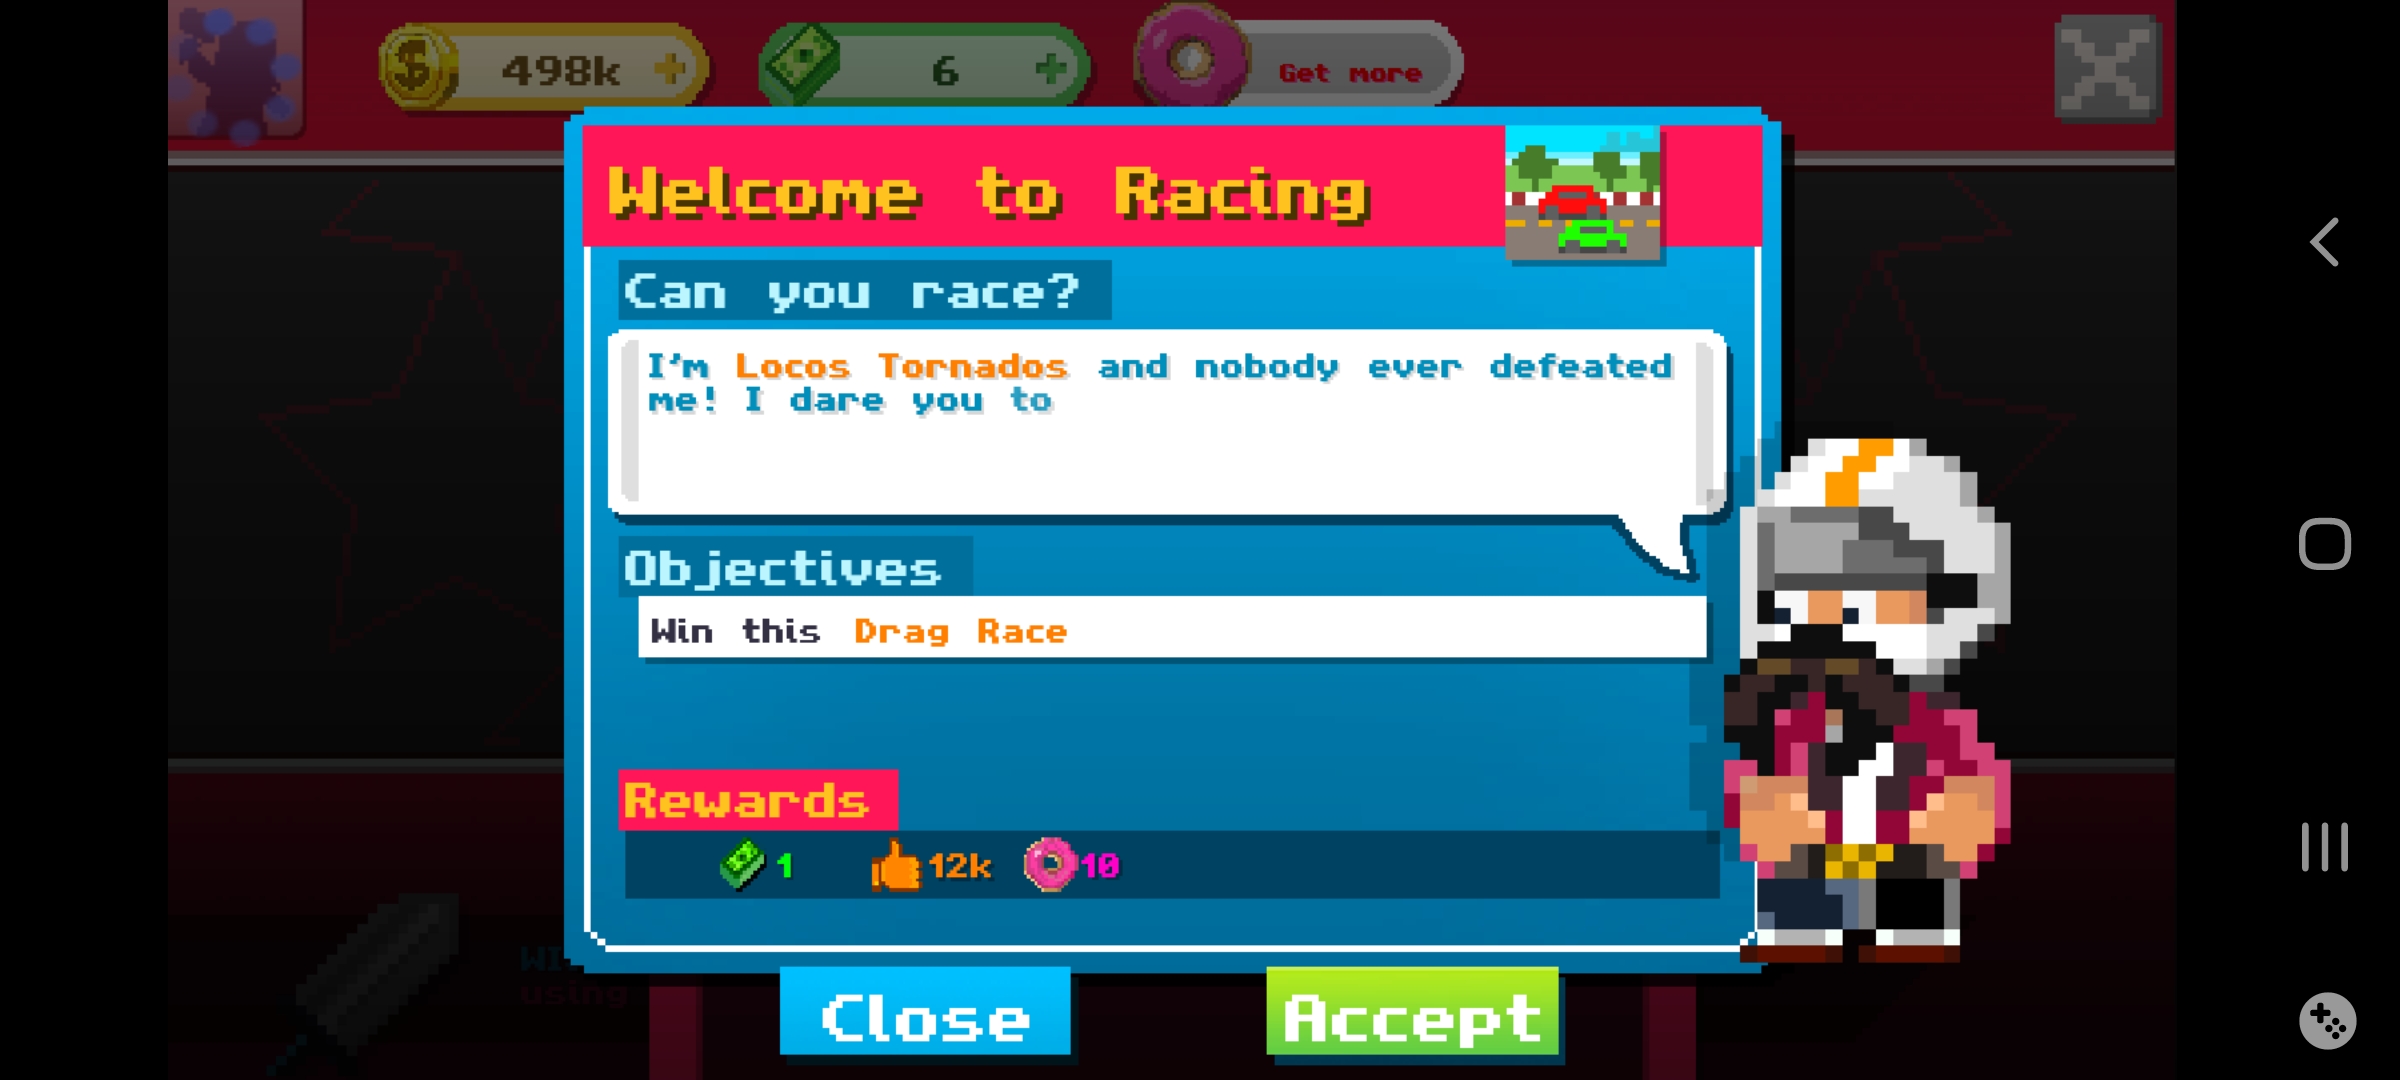 498k
6
Get more
Welcome to Racing
Can you race?
I'm Locos Tornados and nobody ever defeated
me! I dare you to
Objectives
Win this Drag Race
Rewards
1 12k 10
using
Close
Accept